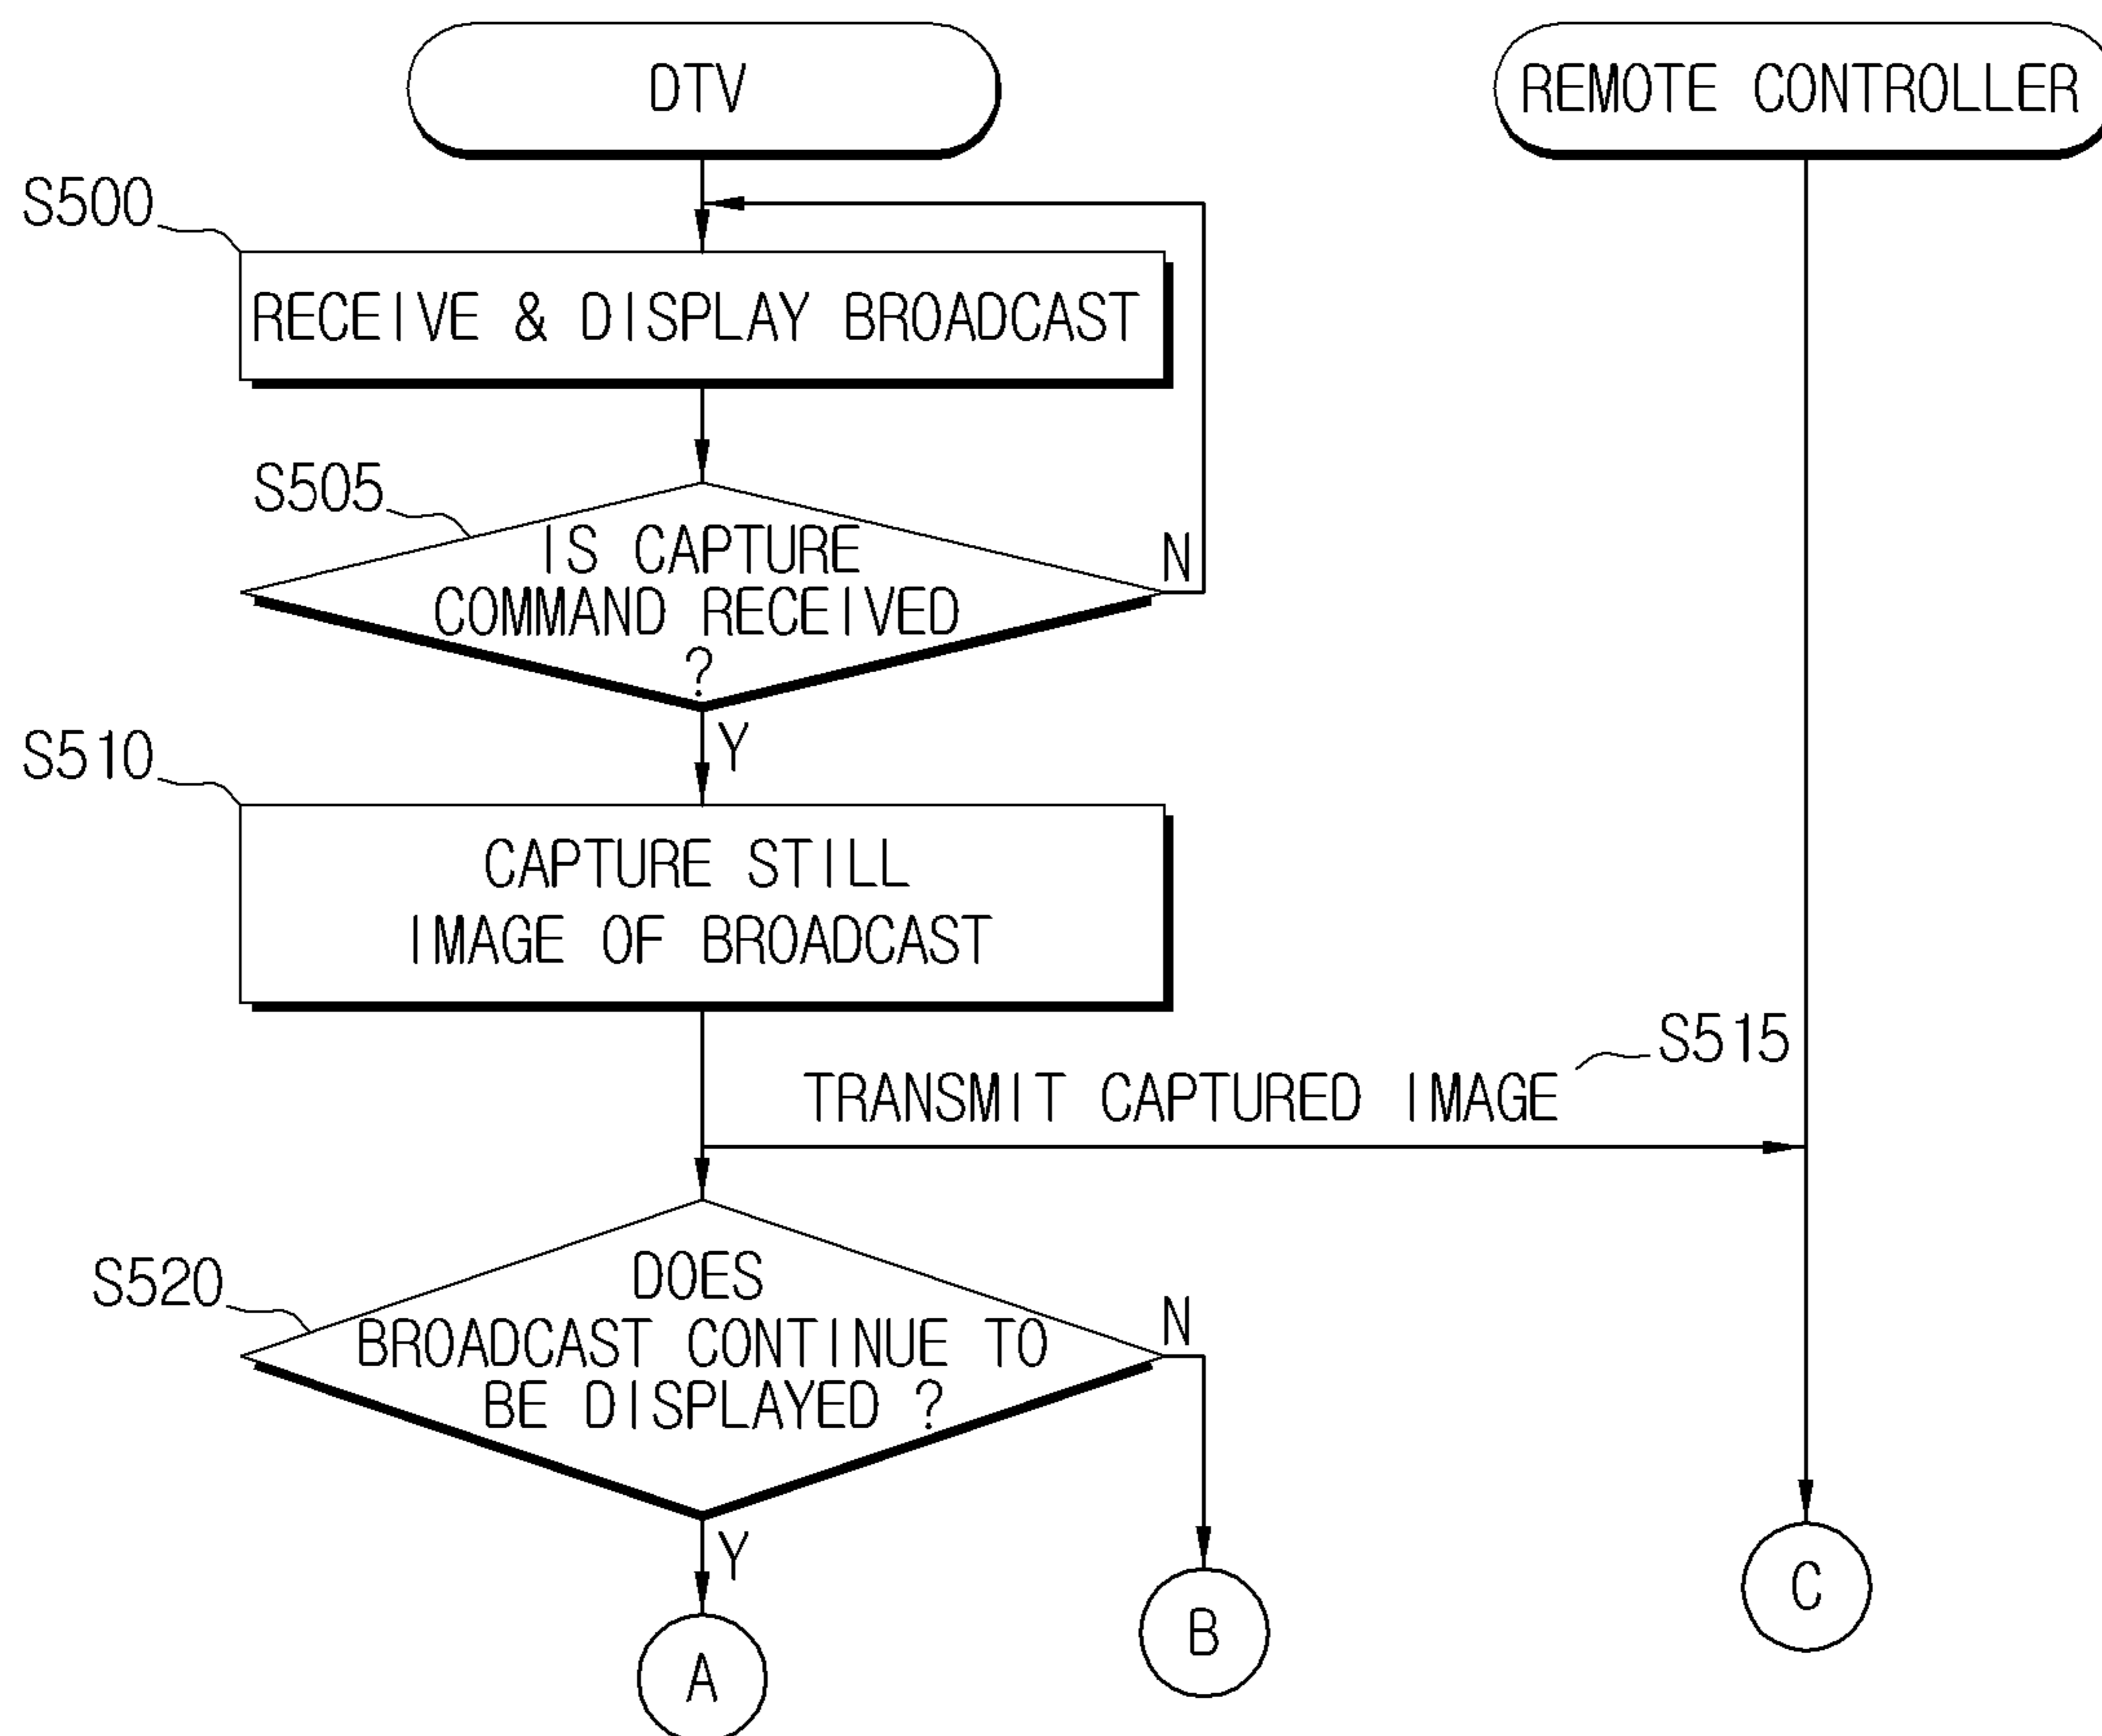 DTV
REMOTE CONTROLLER
S500
RECEIVE & DISPLAY BROADCAST
S505
IS CAPTURE
COMMAND RECEIVED
?
N
Y
S510
CAPTURE STILL
IMAGE OF BROADCAST
S515
TRANSMIT CAPTURED IMAGE
S520
DOES
BROADCAST CONTINUE TO
BE DISPLAYED ?
N
Y
A
B
C